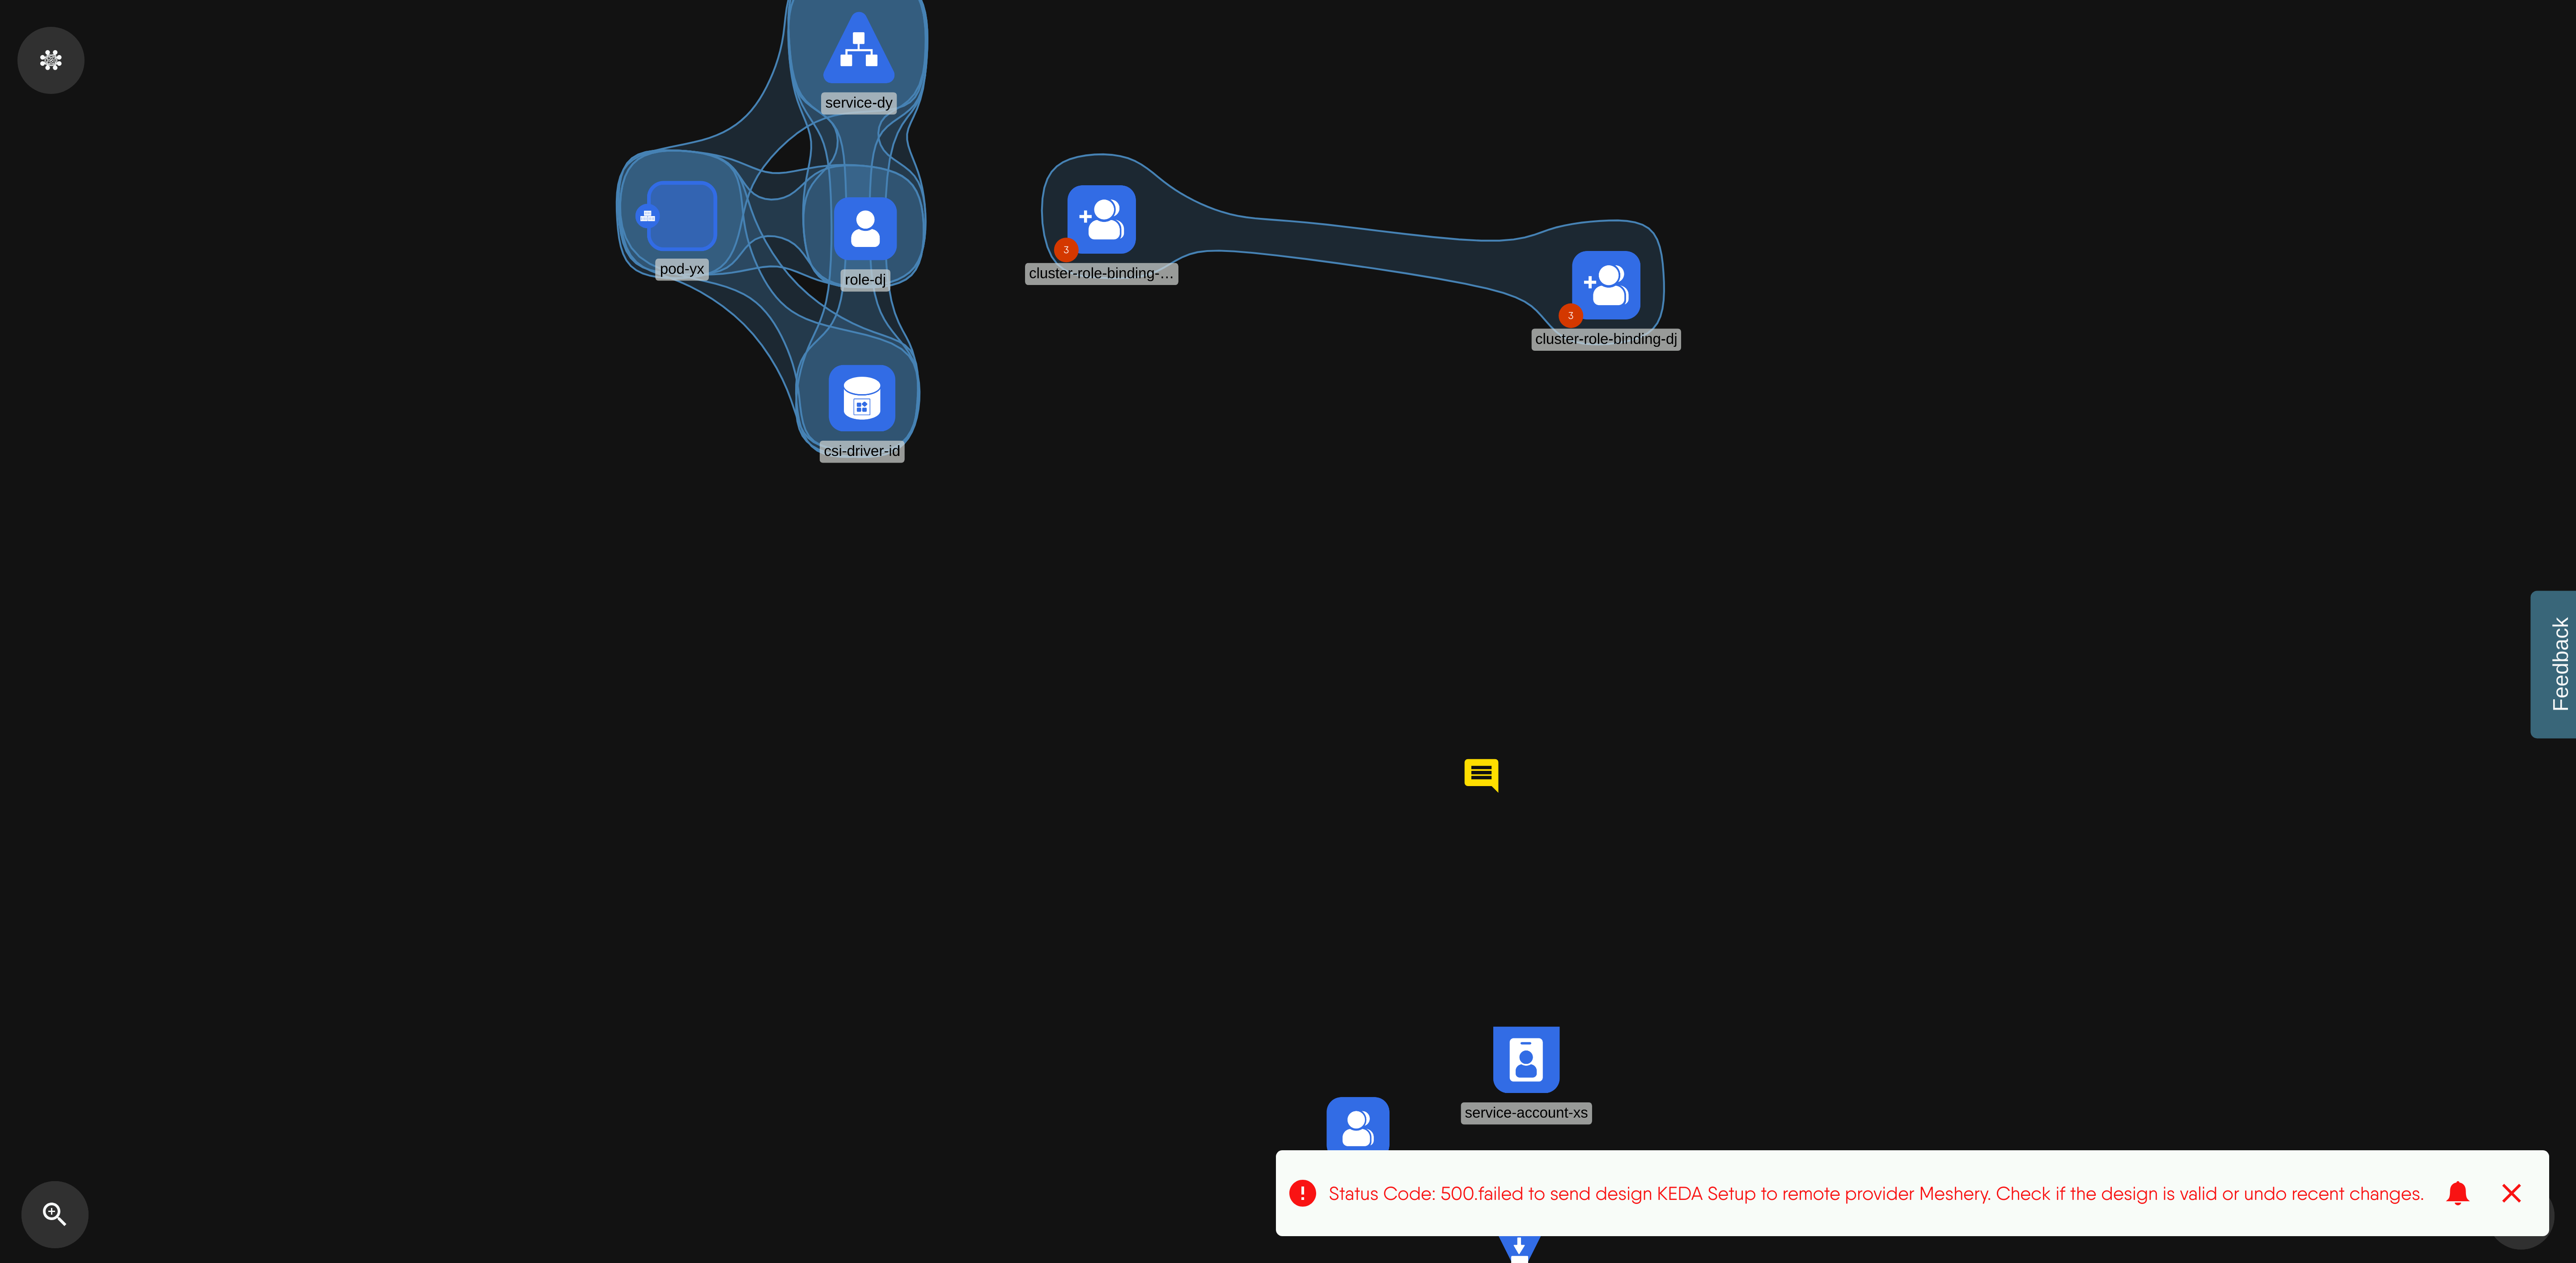 service-dy
pod-yx
role-dj
3
cluster-role-binding-...
3
cluster-role-binding-dj
csi-driver-id
Feedback
service-account-xs
Status Code: 500.failed to send design KEDA Setup to remote provider Meshery. Check if the design is valid or undo recent changes.